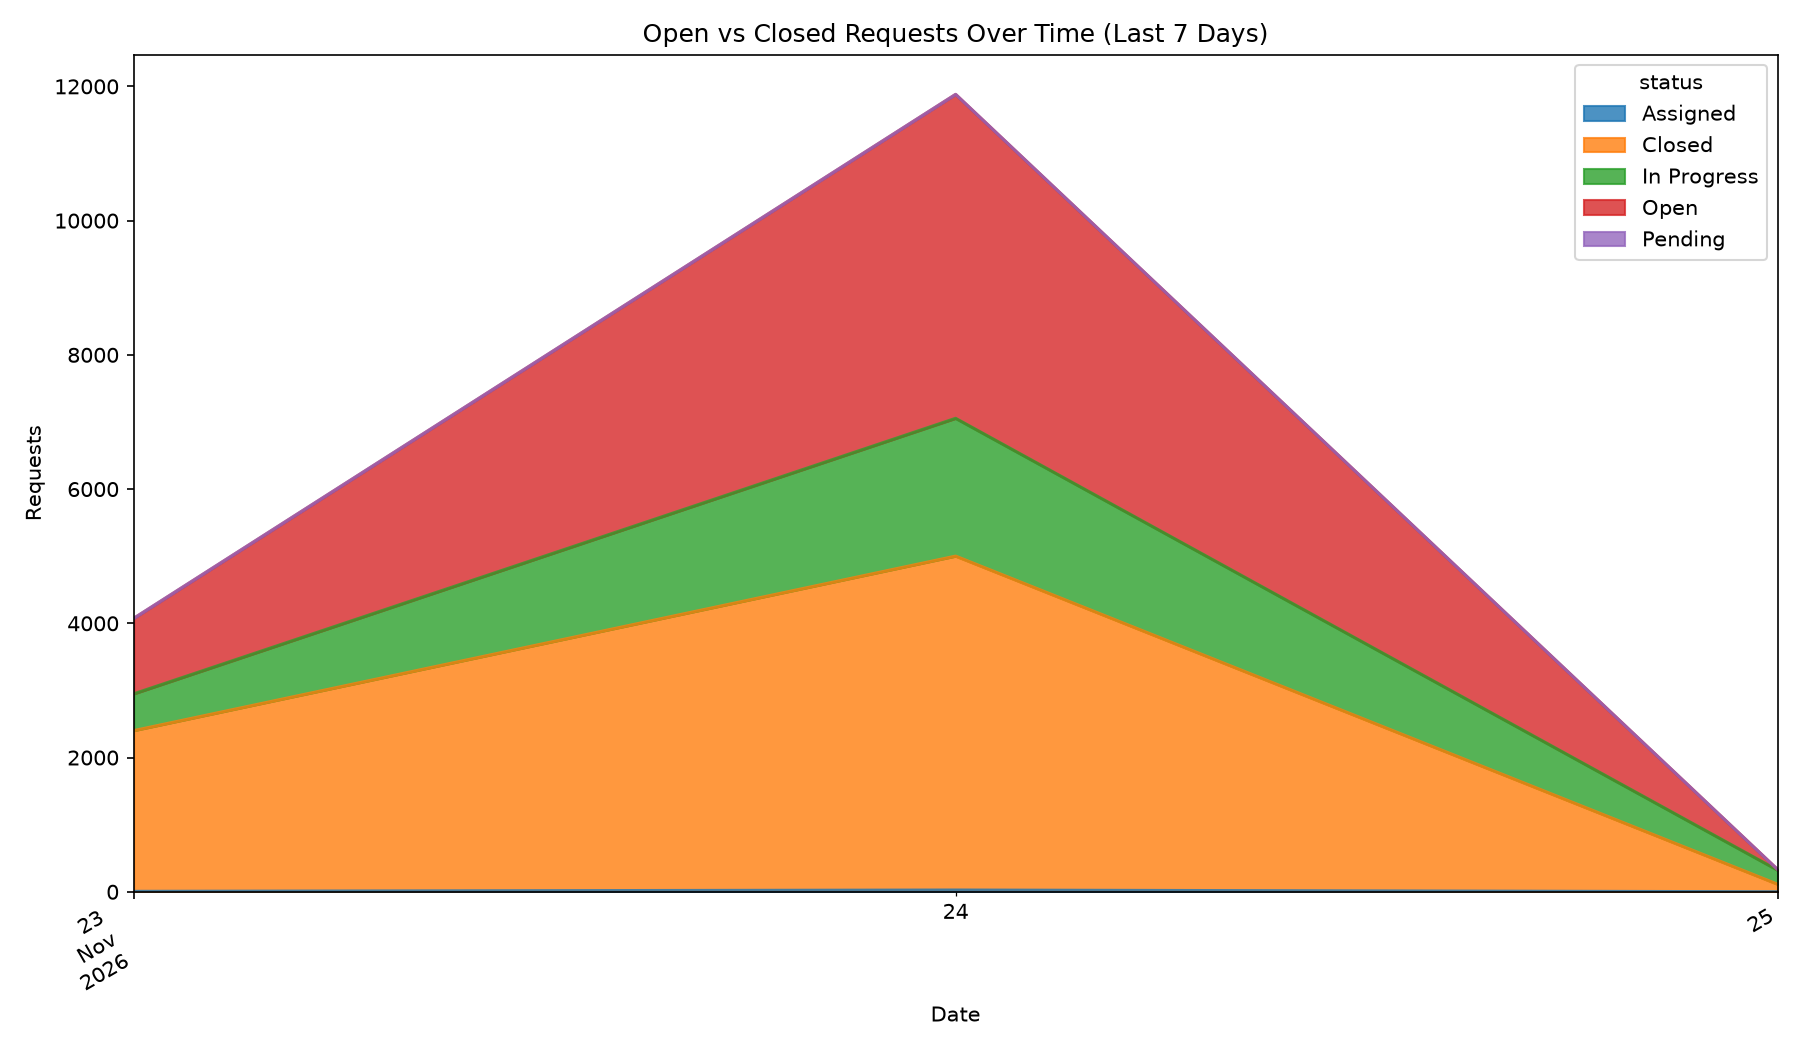 Open vs Closed Requests Over Time (Last 7 Days)
12000
10000
8000
6000
4000
2000
0
Requests
status
Assigned
Closed
In Progress
Open
Pending
23
Nov
2026
24
25
Date